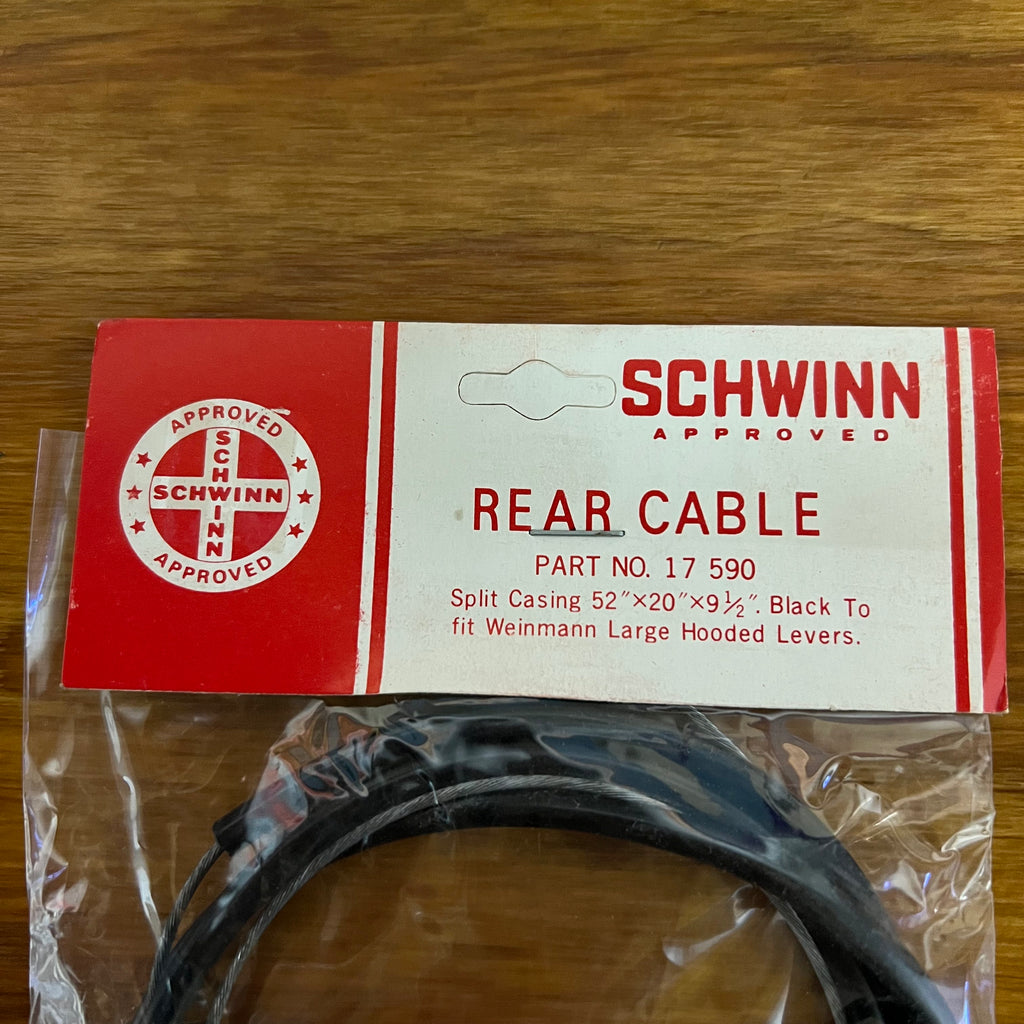 APPROVED
SCHWINN
SCHWINN
APPROVED
SCHWINN
APPROVED
REAR CABLE
PART NO. 17 590
Split Casing 52"×20"×9½". Black To
fit Weinmann Large Hooded Levers.